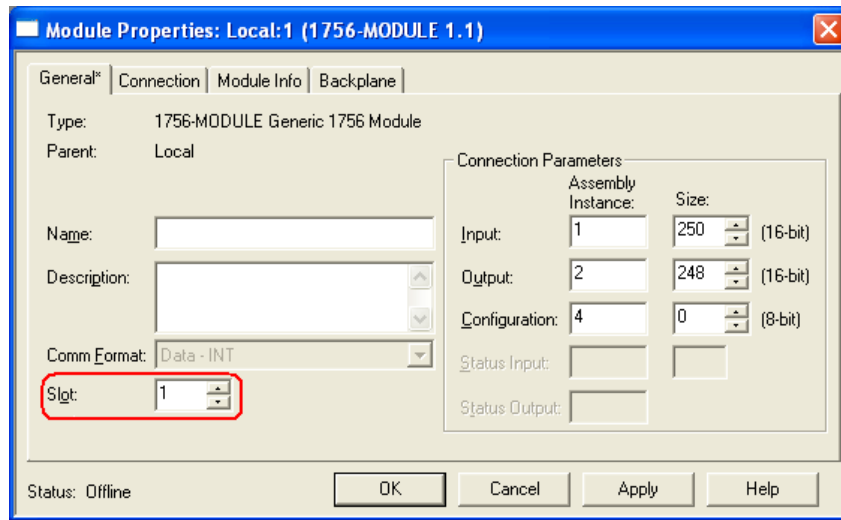 Module Properties: Local:1 (1756-MODULE 1.1)
General* Connection Module Info Backplane
Type: 1756-MODULE Generic 1756 Module
Parent: Local
Connection Parameters
Assembly Instance: Size:
Name:
Input: 1 250 (16-bit)
Description:
Output: 2 248 (16-bit)
Configuration: 4 0 (8-bit)
Comm Format: Data - INT
Status Input:
Slot: 1
Status Output:
Status: Offline
OK Cancel Apply Help